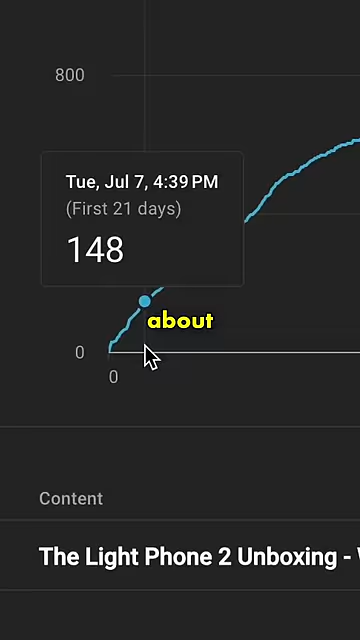 800
Tue, Jul 7, 4:39 PM
(First 21 days)
148
about
0
0
Content
The Light Phone 2 Unboxing -